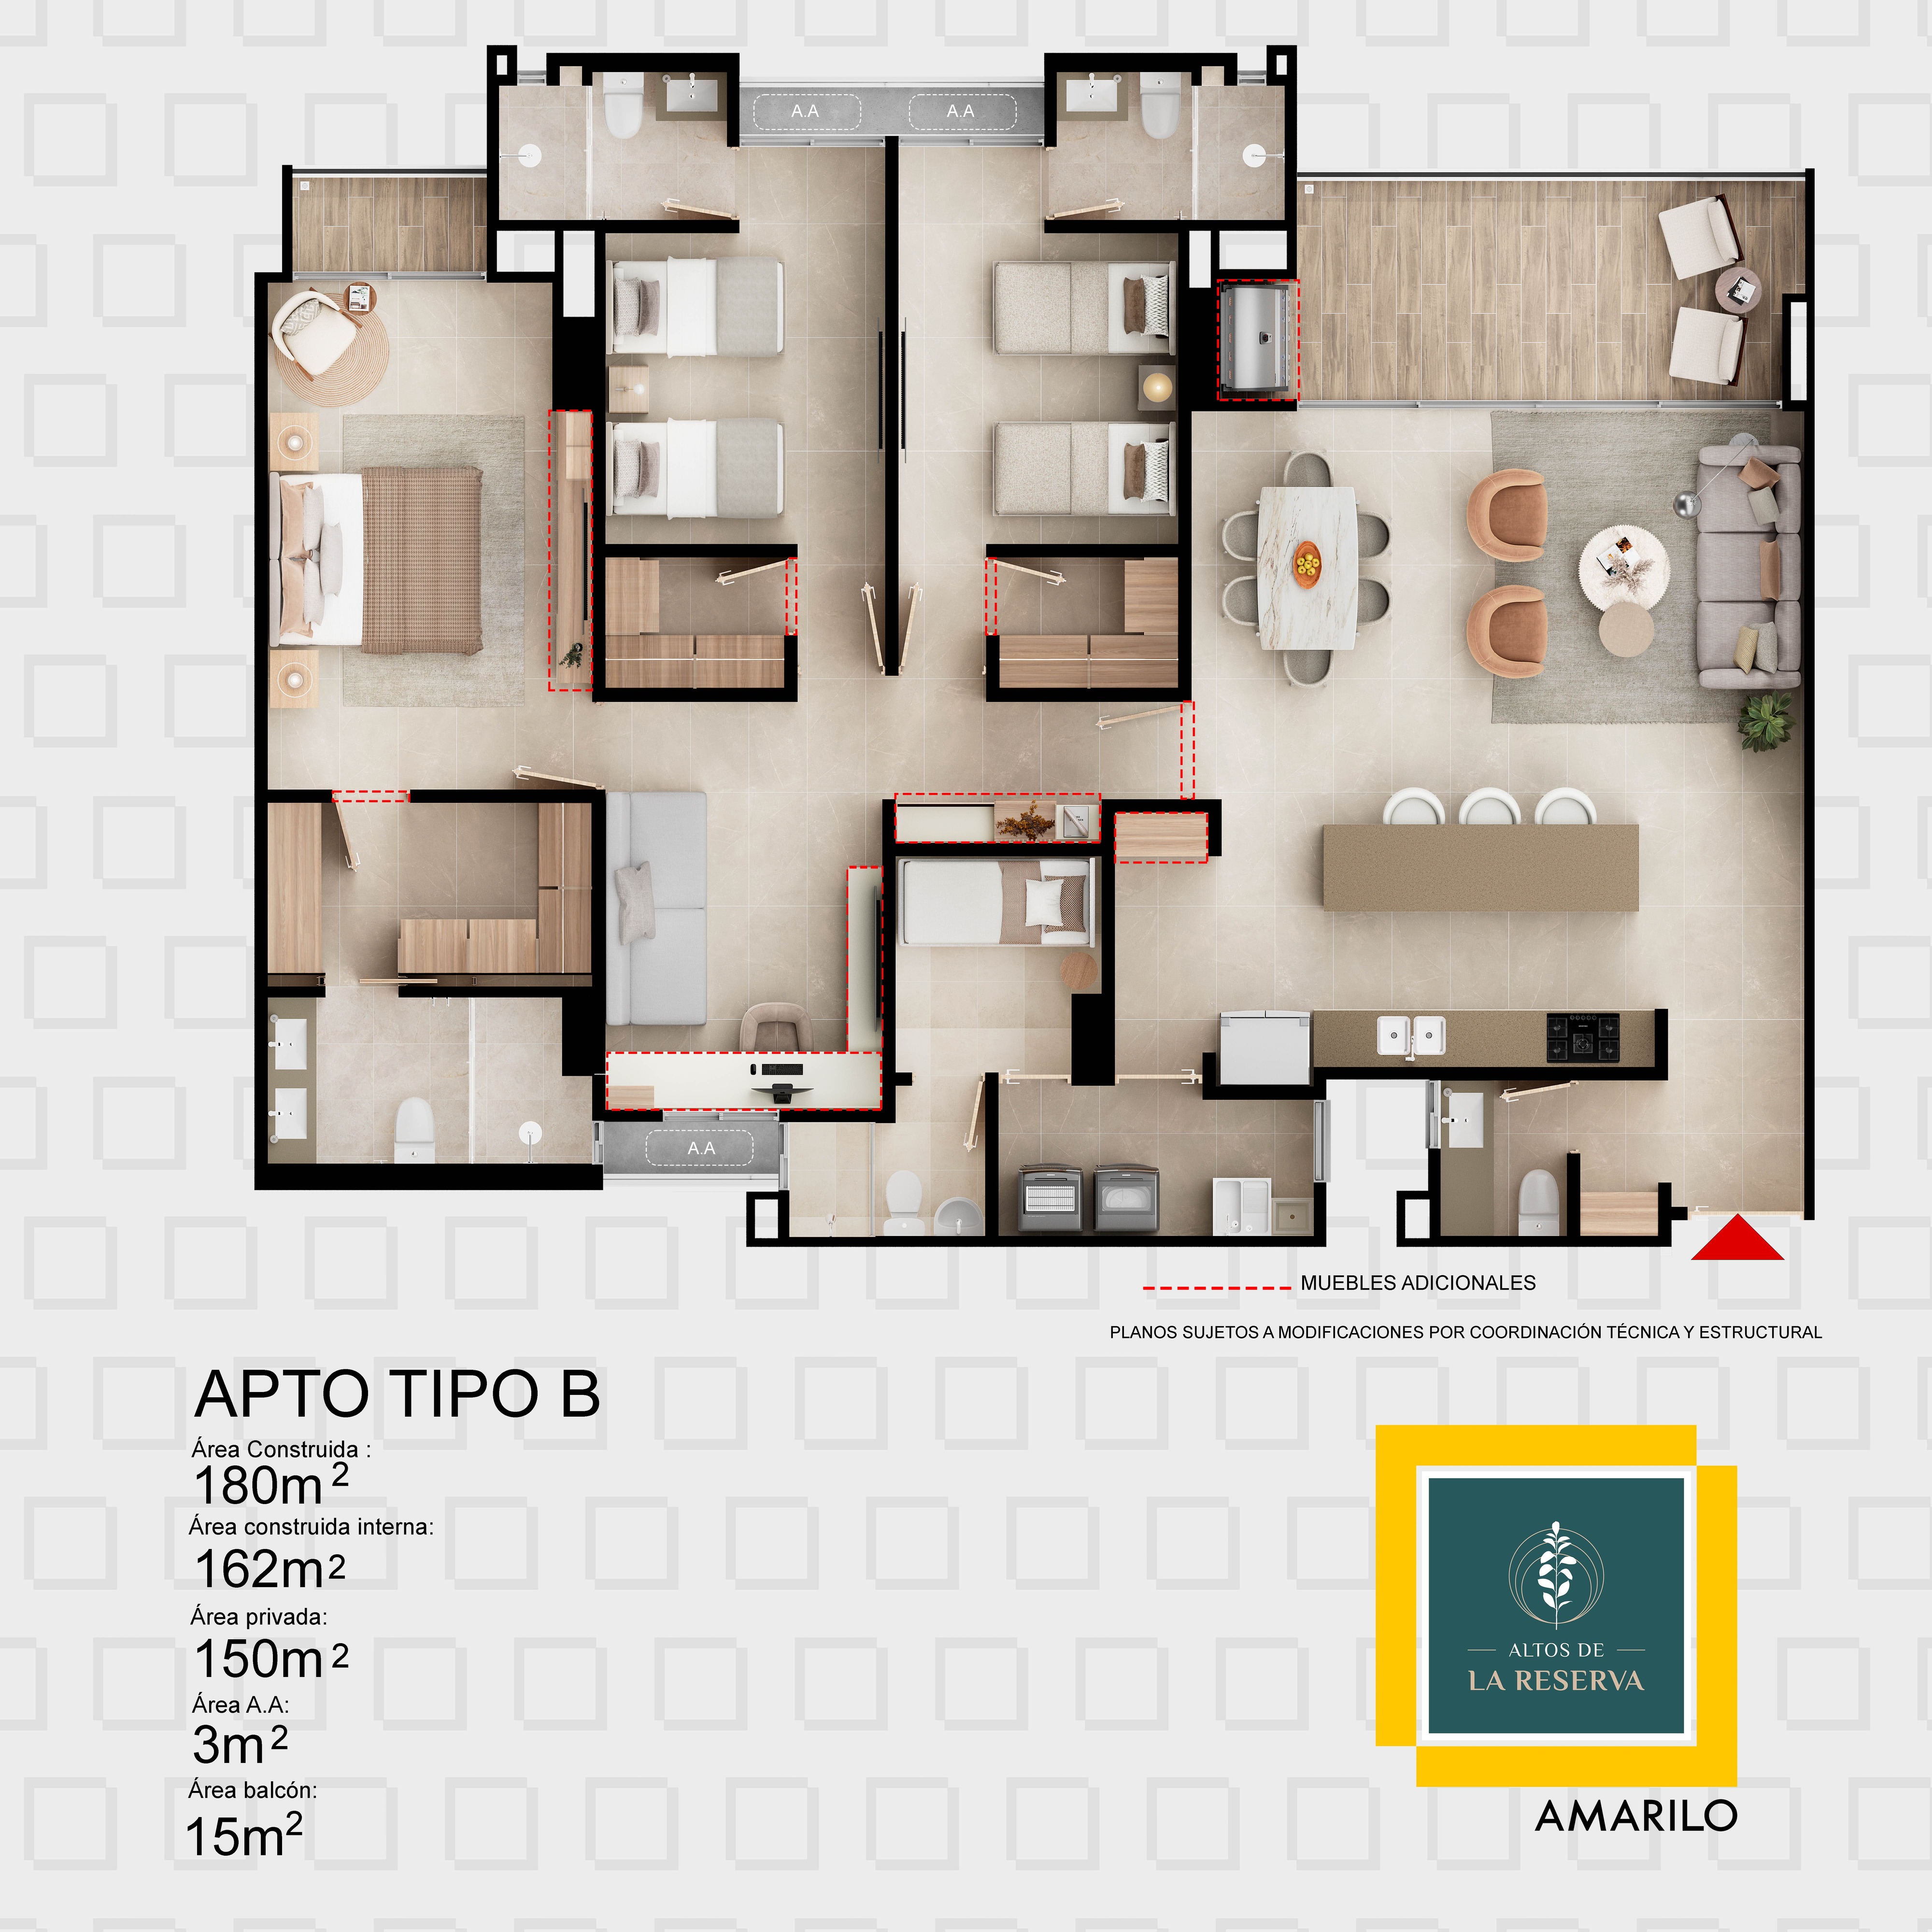 A.A
A.A
A.A
MUEBLES ADICIONALES
PLANOS SUJETOS A MODIFICACIONES POR COORDINACIÓN TÉCNICA Y ESTRUCTURAL
APTO TIPO B
Área Construida :
180m²
Área construida interna:
162m²
Área privada:
150m²
Área A.A:
3m²
Área balcón:
15m²
ALTOS DE
LA RESERVA
AMARILO